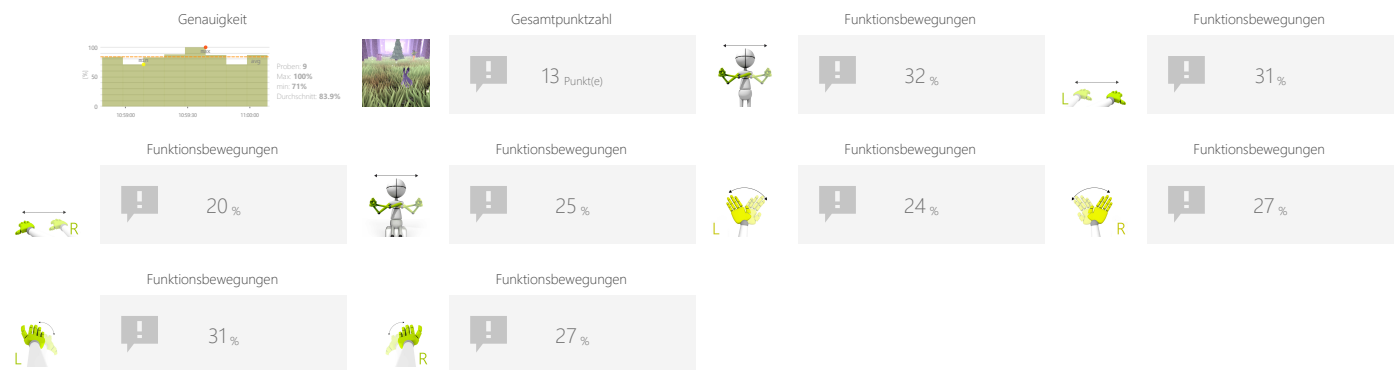 Genauigkeit
100
50
0
[%]
Proben: 9
Max: 100%
min: 71%
Durchschnitt: 83.9%
10:59:00
10:59:30
11:00:00
Gesamtpunktzahl
13 Punkt(e)
Funktionsbewegungen
32 %
Funktionsbewegungen
L
31 %
Funktionsbewegungen
R
20 %
Funktionsbewegungen
25 %
Funktionsbewegungen
L
24 %
Funktionsbewegungen
R
27 %
Funktionsbewegungen
L
31 %
Funktionsbewegungen
R
27 %